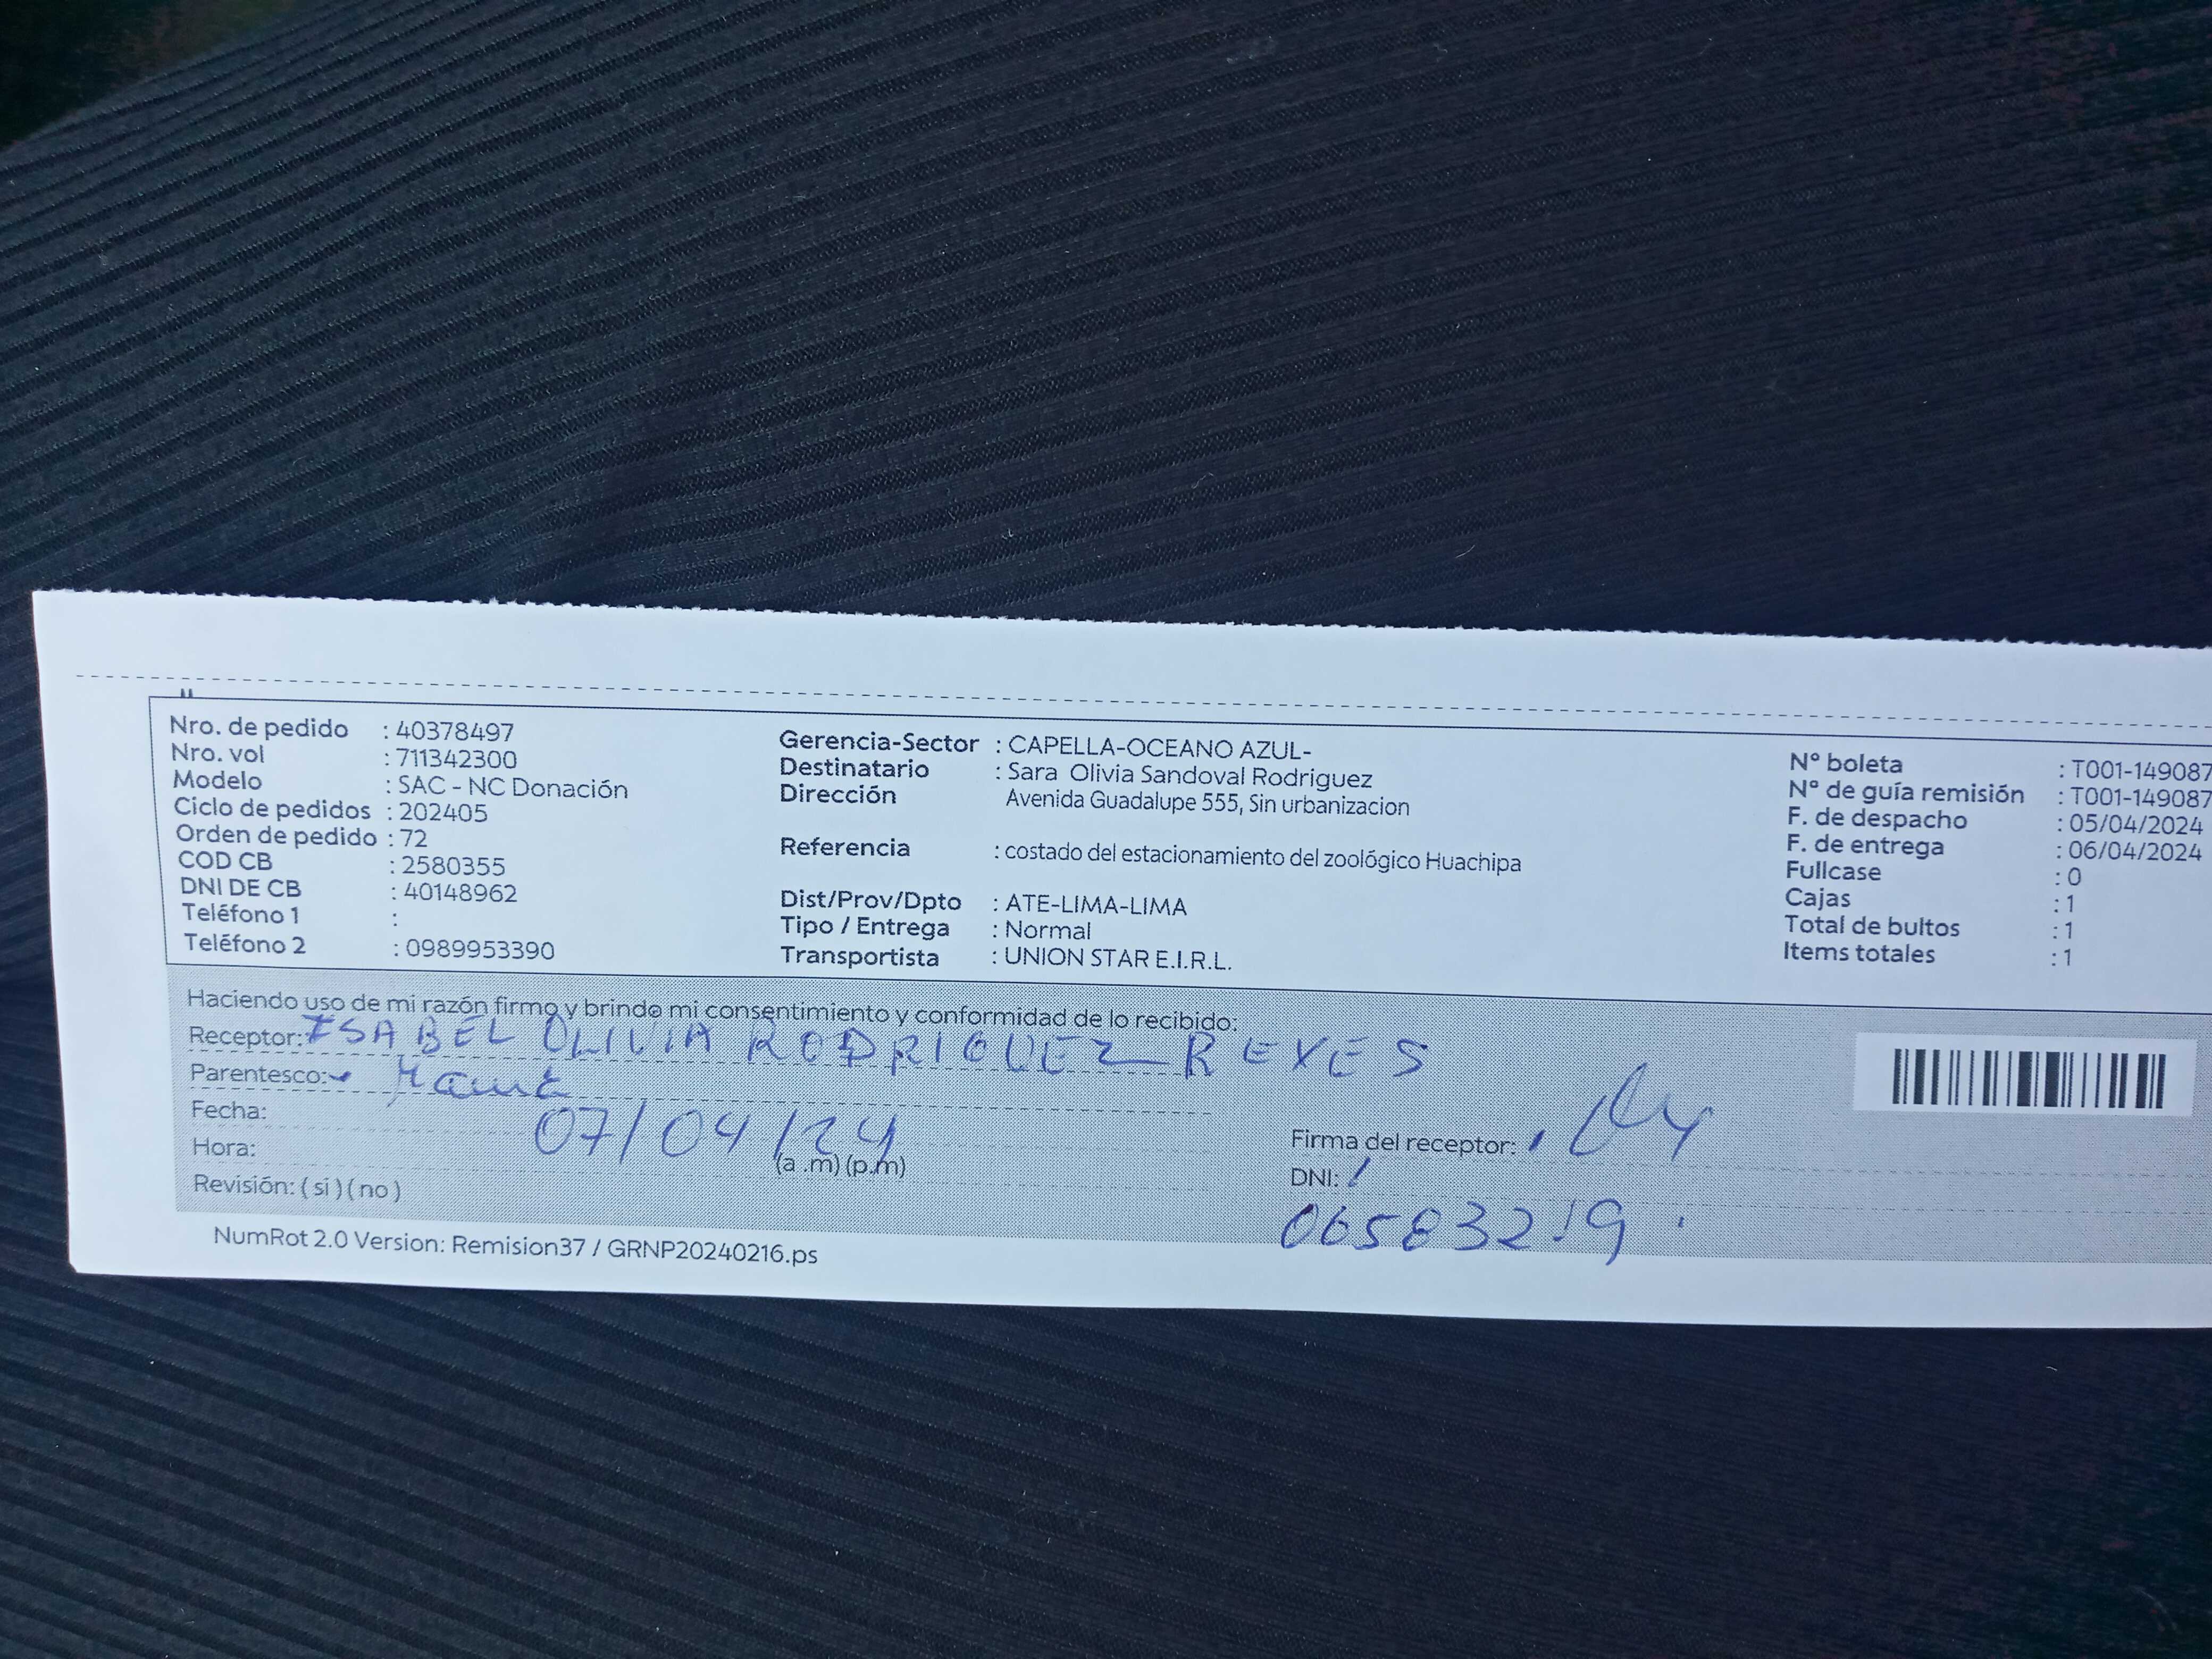 Nro. de pedido : 40378497
Nro. vol : 711342300
Modelo : SAC - NC Donación
Ciclo de pedidos : 202405
Orden de pedido : 72
COD CB : 2580355
DNI DE CB : 40148962
Teléfono 1 :
Teléfono 2 : 0989953390
Gerencia-Sector : CAPELLA-OCEANO AZUL-
Destinatario : Sara Olivia Sandoval Rodriguez
Dirección Avenida Guadalupe 555, Sin urbanizacion
Referencia : costado del estacionamiento del zoológico Huachipa
Dist/Prov/Dpto : ATE-LIMA-LIMA
Tipo / Entrega : Normal
Transportista : UNION STAR E.I.R.L.
Nº boleta : T001-149087
Nº de guía remisión : T001-149087
F. de despacho : 05/04/2024
F. de entrega : 06/04/2024
Fullcase : 0
Cajas : 1
Total de bultos : 1
Items totales : 1
Haciendo uso de mi razón firmo y brindo mi consentimiento y conformidad de lo recibido:
Receptor: ISABEL OLIVIA RODRIGUEZ REYES
Parentesco: Mamá
Fecha: 07/04/24
Hora: (a .m) (p.m)
Revisión: ( si ) ( no )
Firma del receptor:
DNI:
06583219
NumRot 2.0 Version: Remision37 / GRNP20240216.ps